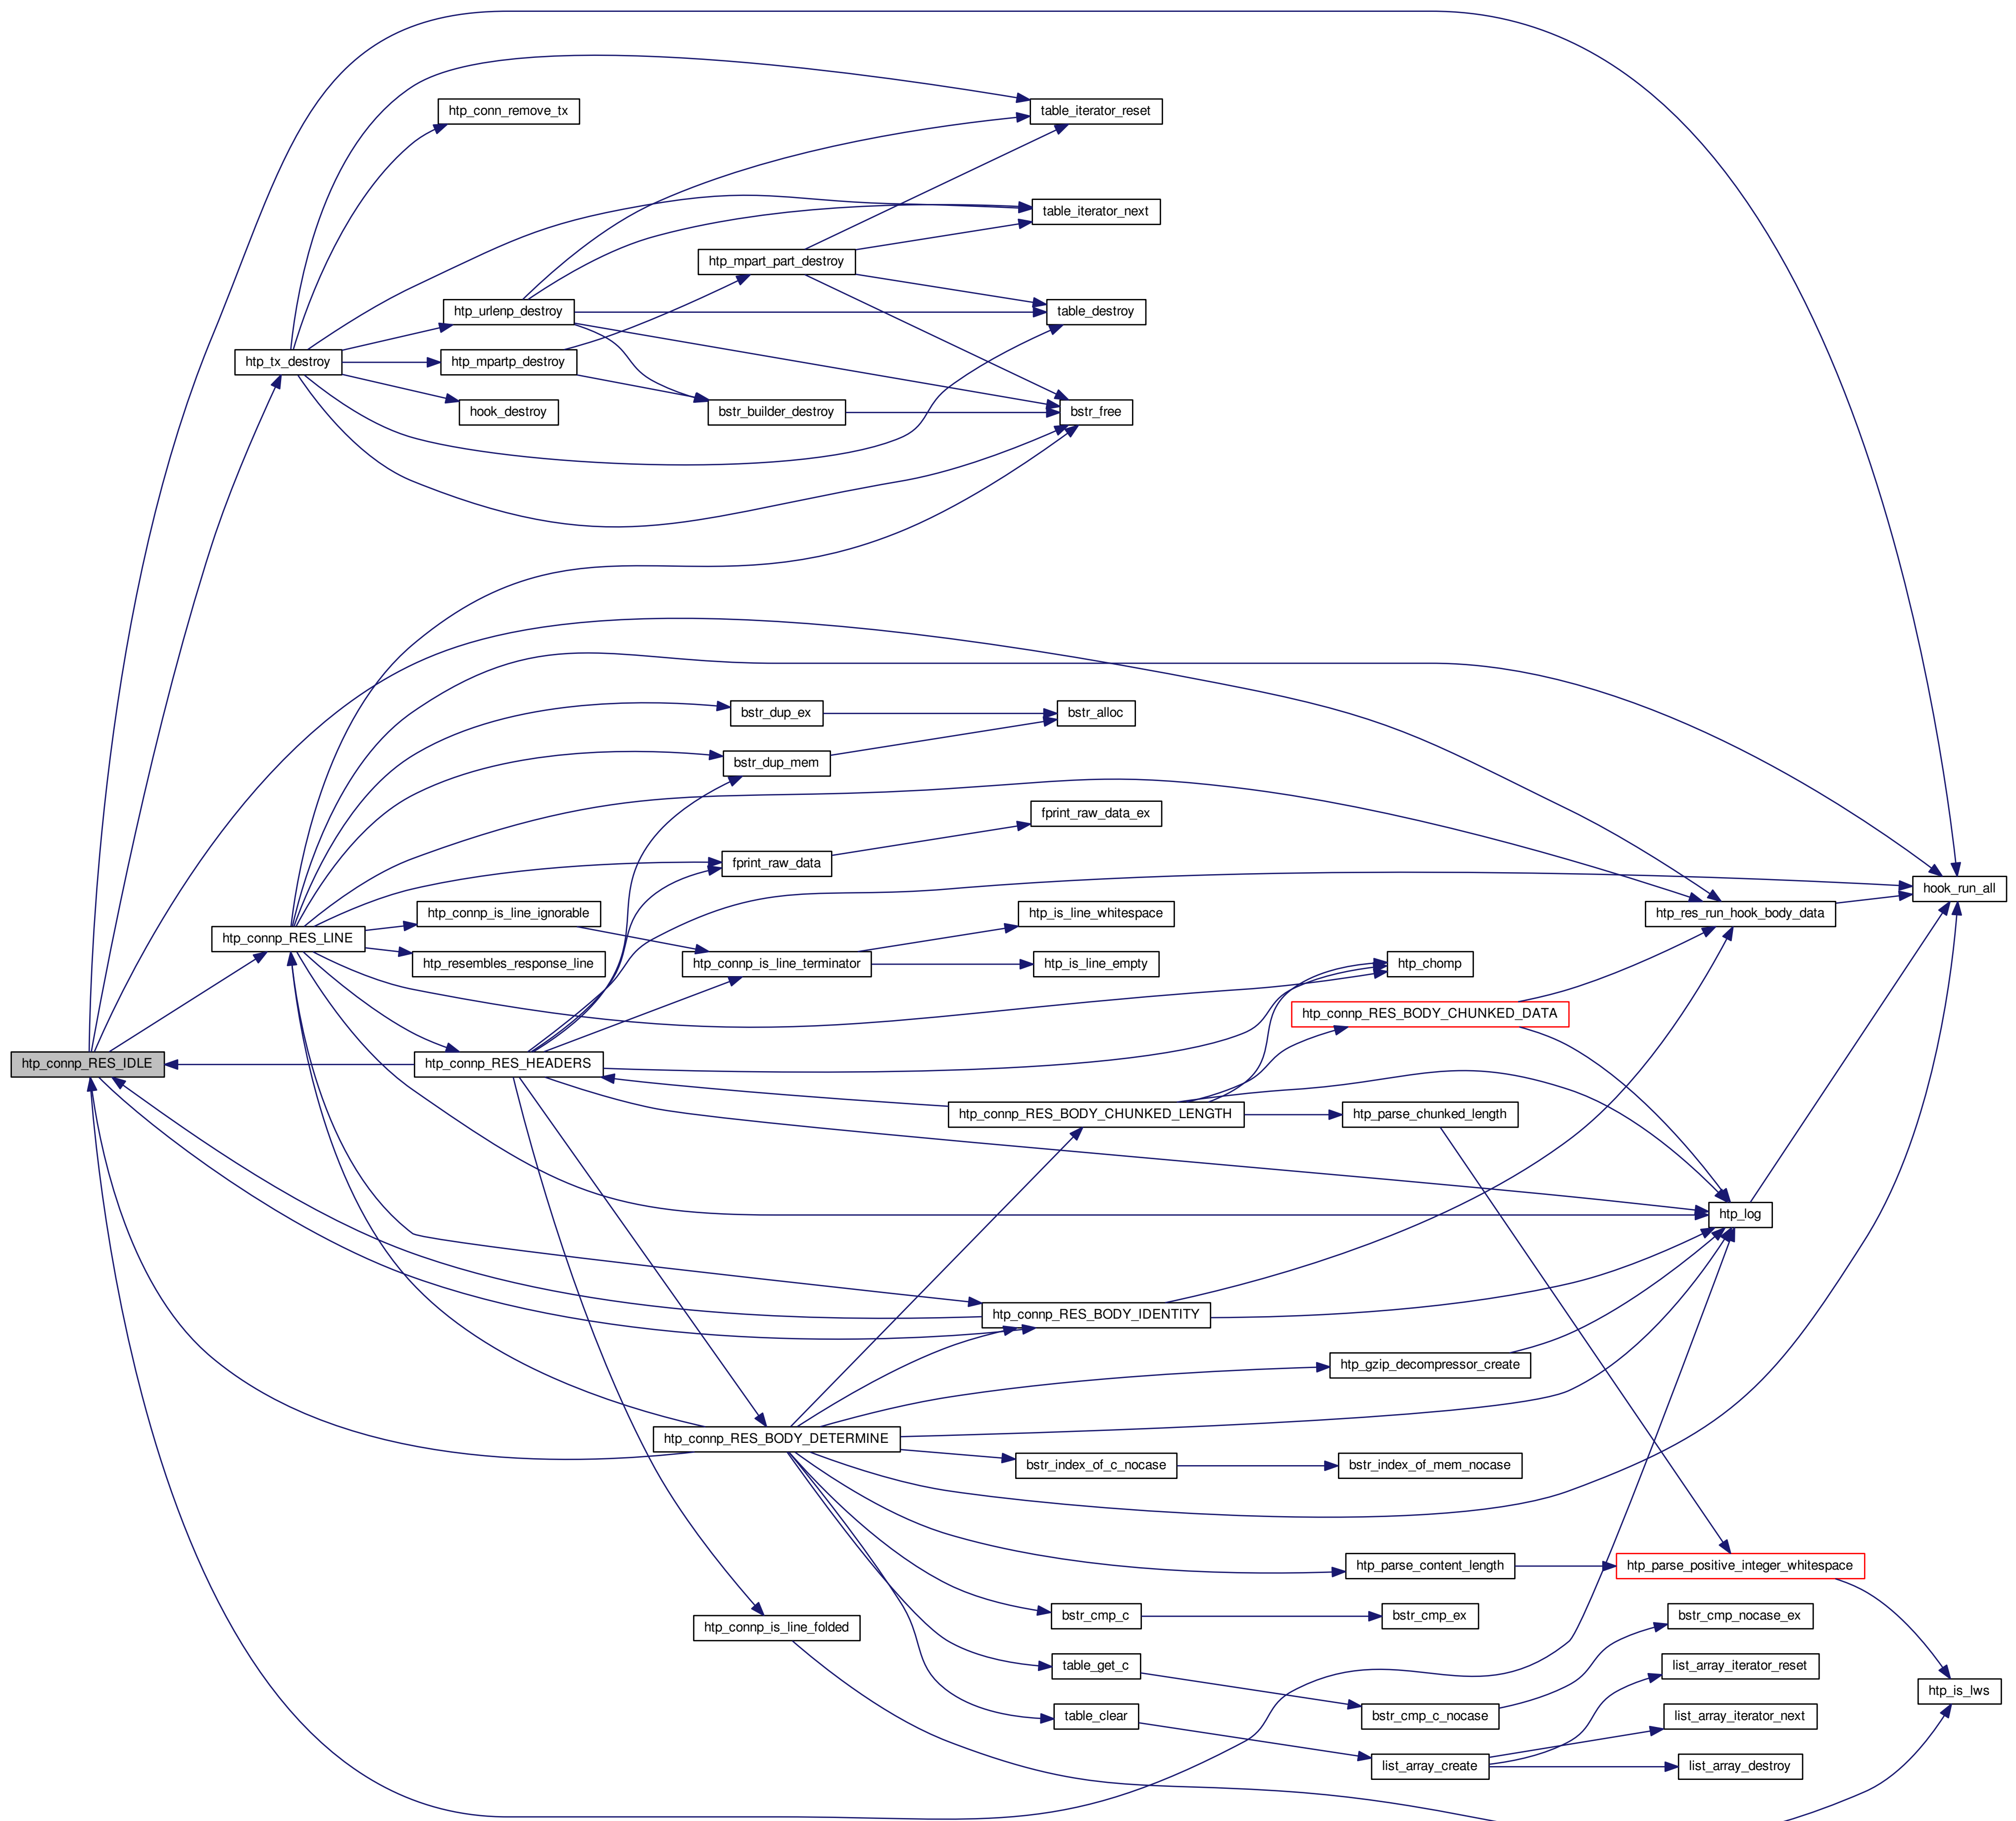 htp_conn_remove_tx
table_iterator_reset
table_iterator_next
htp_mpart_part_destroy
htp_urlenp_destroy
table_destroy
htp_tx_destroy
htp_mpartp_destroy
hook_destroy
bstr_builder_destroy
bstr_free
bstr_dup_ex
bstr_alloc
bstr_dup_mem
fprint_raw_data_ex
fprint_raw_data
hook_run_all
htp_connp_is_line_ignorable
htp_is_line_whitespace
htp_res_run_hook_body_data
htp_connp_RES_LINE
htp_resembles_response_line
htp_connp_is_line_terminator
htp_is_line_empty
htp_chomp
htp_connp_RES_BODY_CHUNKED_DATA
htp_connp_RES_IDLE
htp_connp_RES_HEADERS
htp_connp_RES_BODY_CHUNKED_LENGTH
htp_parse_chunked_length
htp_log
htp_connp_RES_BODY_IDENTITY
htp_gzip_decompressor_create
htp_connp_RES_BODY_DETERMINE
bstr_index_of_c_nocase
bstr_index_of_mem_nocase
htp_parse_content_length
htp_parse_positive_integer_whitespace
bstr_cmp_c
bstr_cmp_ex
bstr_cmp_nocase_ex
htp_connp_is_line_folded
table_get_c
list_array_iterator_reset
htp_is_lws
table_clear
bstr_cmp_c_nocase
list_array_iterator_next
list_array_create
list_array_destroy